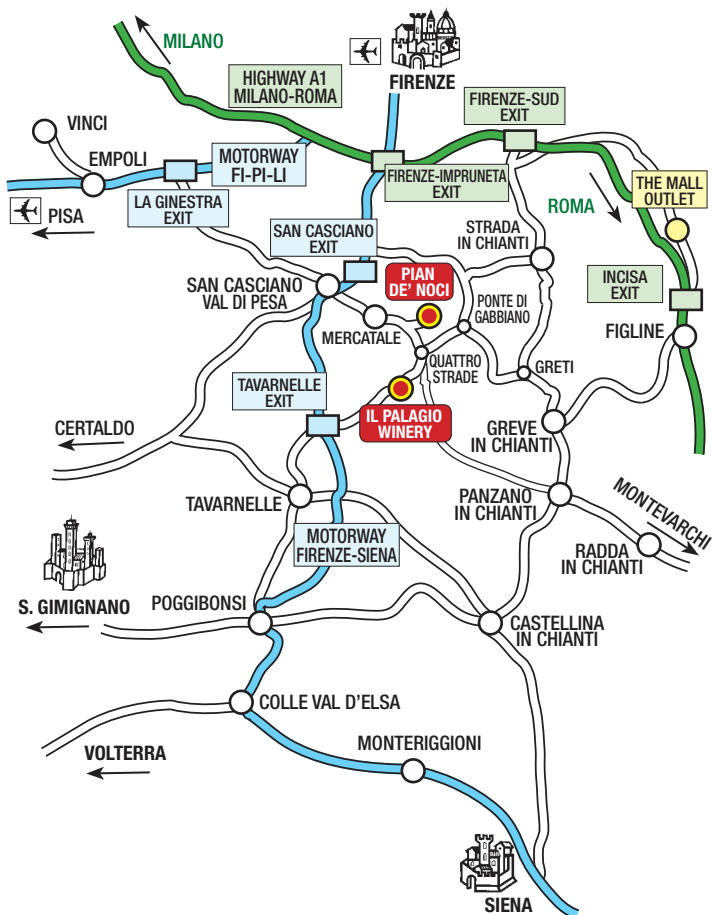 MILANO
FIRENZE
HIGHWAY A1
MILANO-ROMA
FIRENZE-SUD
EXIT
VINCI
EMPOLI
MOTORWAY
FI-PI-LI
FIRENZE-IMPRUNETA
EXIT
THE MALL
OUTLET
PISA
LA GINESTRA
EXIT
ROMA
SAN CASCIANO
EXIT
STRADA
IN CHIANTI
PIAN
DE' NOCI
SAN CASCIANO
VAL DI PESA
INCISA
EXIT
PONTE DI
GABBIANO
MERCATALE
FIGLINE
QUATTRO
STRADE
GRETI
TAVARNELLE
EXIT
IL PALAGIO
WINERY
CERTALDO
GREVE
IN CHIANTI
TAVARNELLE
PANZANO
IN CHIANTI
MONTEVARCHI
MOTORWAY
FIRENZE-SIENA
RADDA
IN CHIANTI
S. GIMIGNANO
POGGIBONSI
CASTELLINA
IN CHIANTI
COLLE VAL D'ELSA
VOLTERRA
MONTERIGGIONI
SIENA